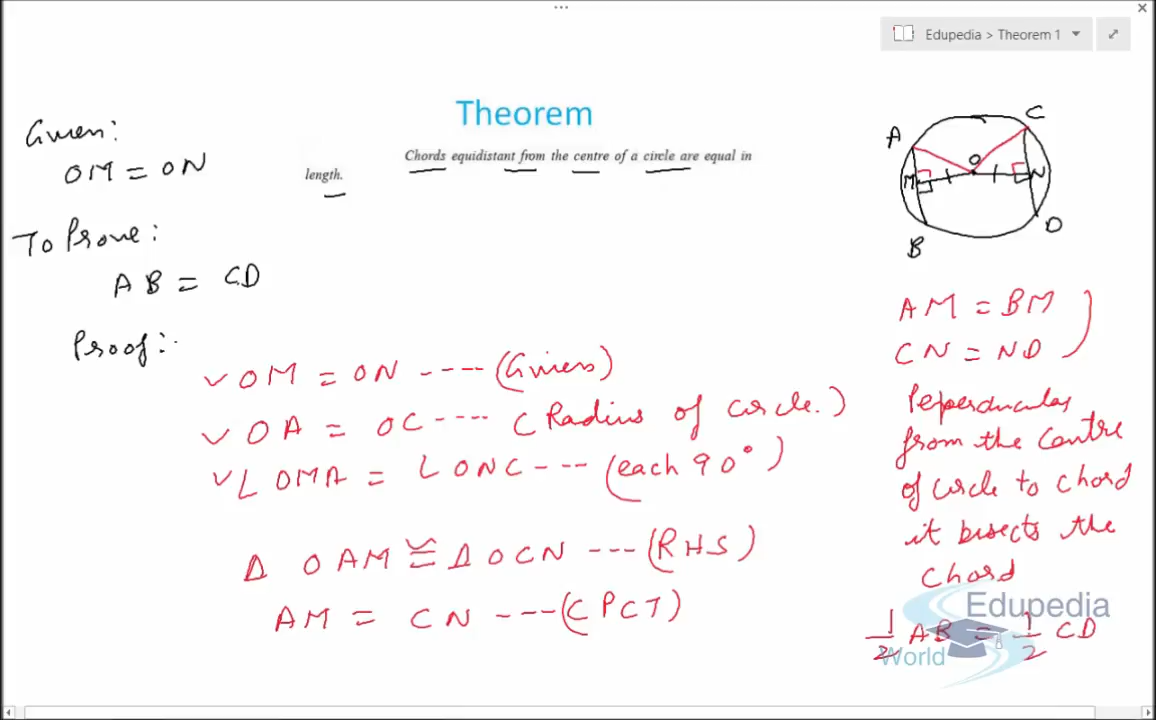 Edupedia > Theorem 1
Theorem
Chords equidistant from the centre of a circle are equal in
length.
Given:
OM = ON
To Prove:
AB = CD
Proof:
✓ OM = ON ---- (Given)
✓ OA = OC ---- (Radius of circle.)
✓ ∠OMA = ∠ONC ---- (each 90°)
Δ OAM ≅ Δ OCN --- (RHS)
AM = CN ---- (CPCT)
A
C
O
M
N
B
D
AM = BM
CN = ND
Perpendicular
from the Centre
of circle to chord
it bisects the
Chord
1/2 AB = 1/2 CD
Edupedia
World